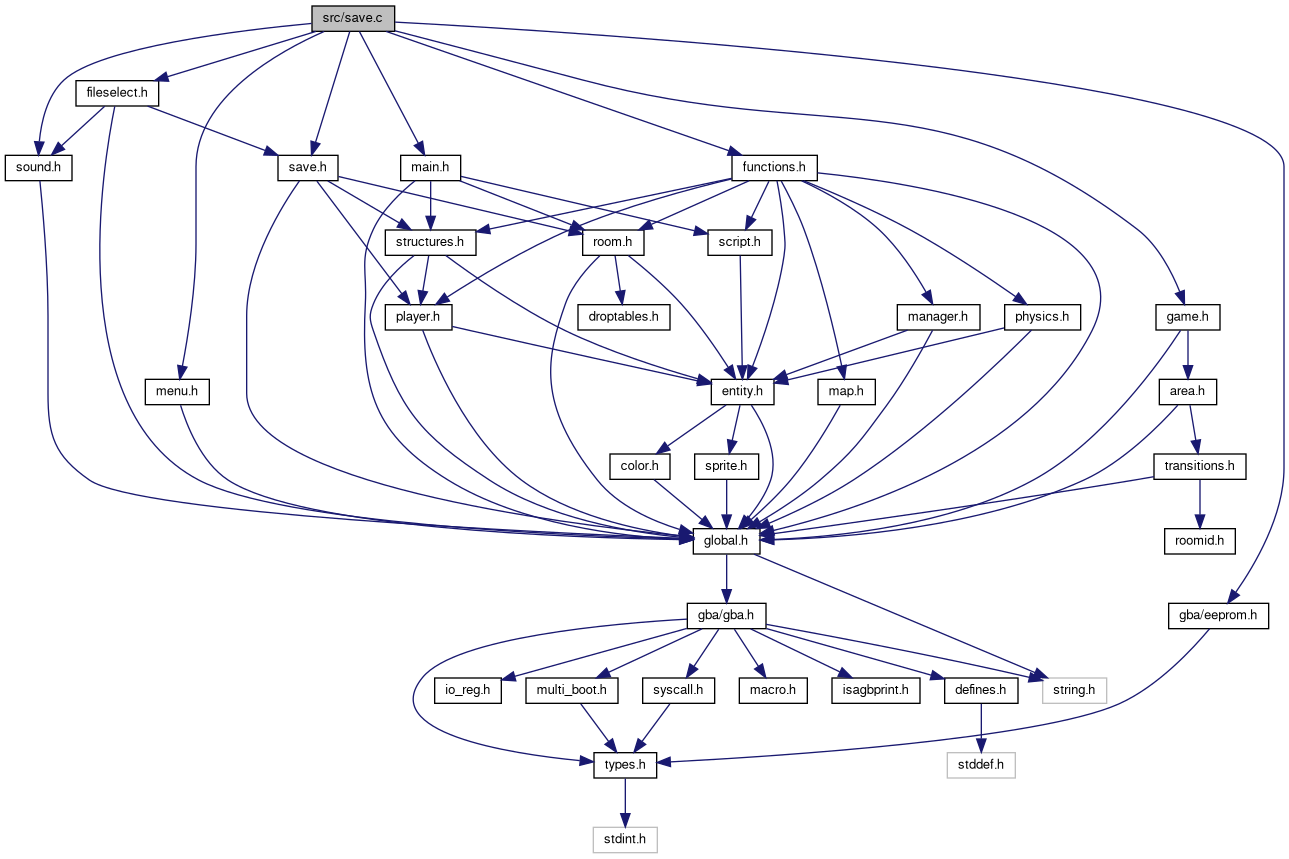 src/save.c
fileselect.h
sound.h
save.h
main.h
functions.h
structures.h
room.h
script.h
player.h
droptables.h
manager.h
physics.h
game.h
menu.h
entity.h
map.h
area.h
color.h
sprite.h
transitions.h
global.h
roomid.h
gba/gba.h
gba/eeprom.h
io_reg.h
multi_boot.h
syscall.h
macro.h
isagbprint.h
defines.h
string.h
types.h
stddef.h
stdint.h